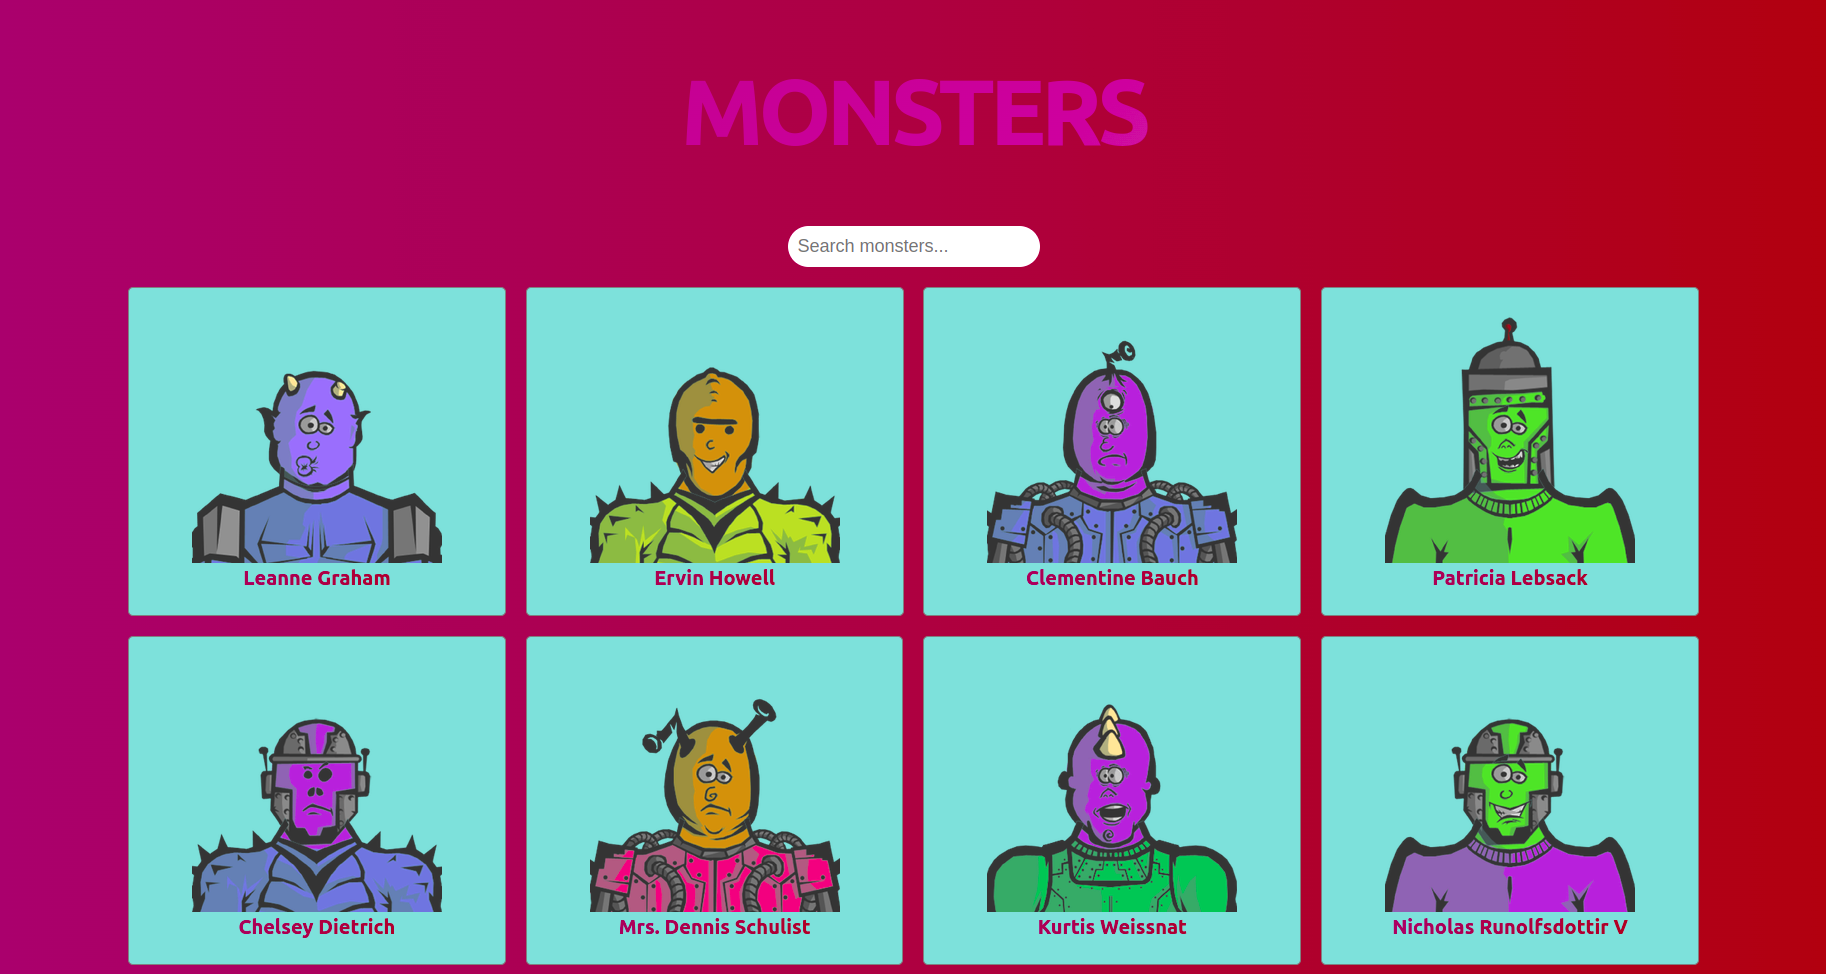 MONSTERS
Search monsters...
Leanne Graham
Ervin Howell
Clementine Bauch
Patricia Lebsack
Chelsey Dietrich
Mrs. Dennis Schulist
Kurtis Weissnat
Nicholas Runolfsdottir V